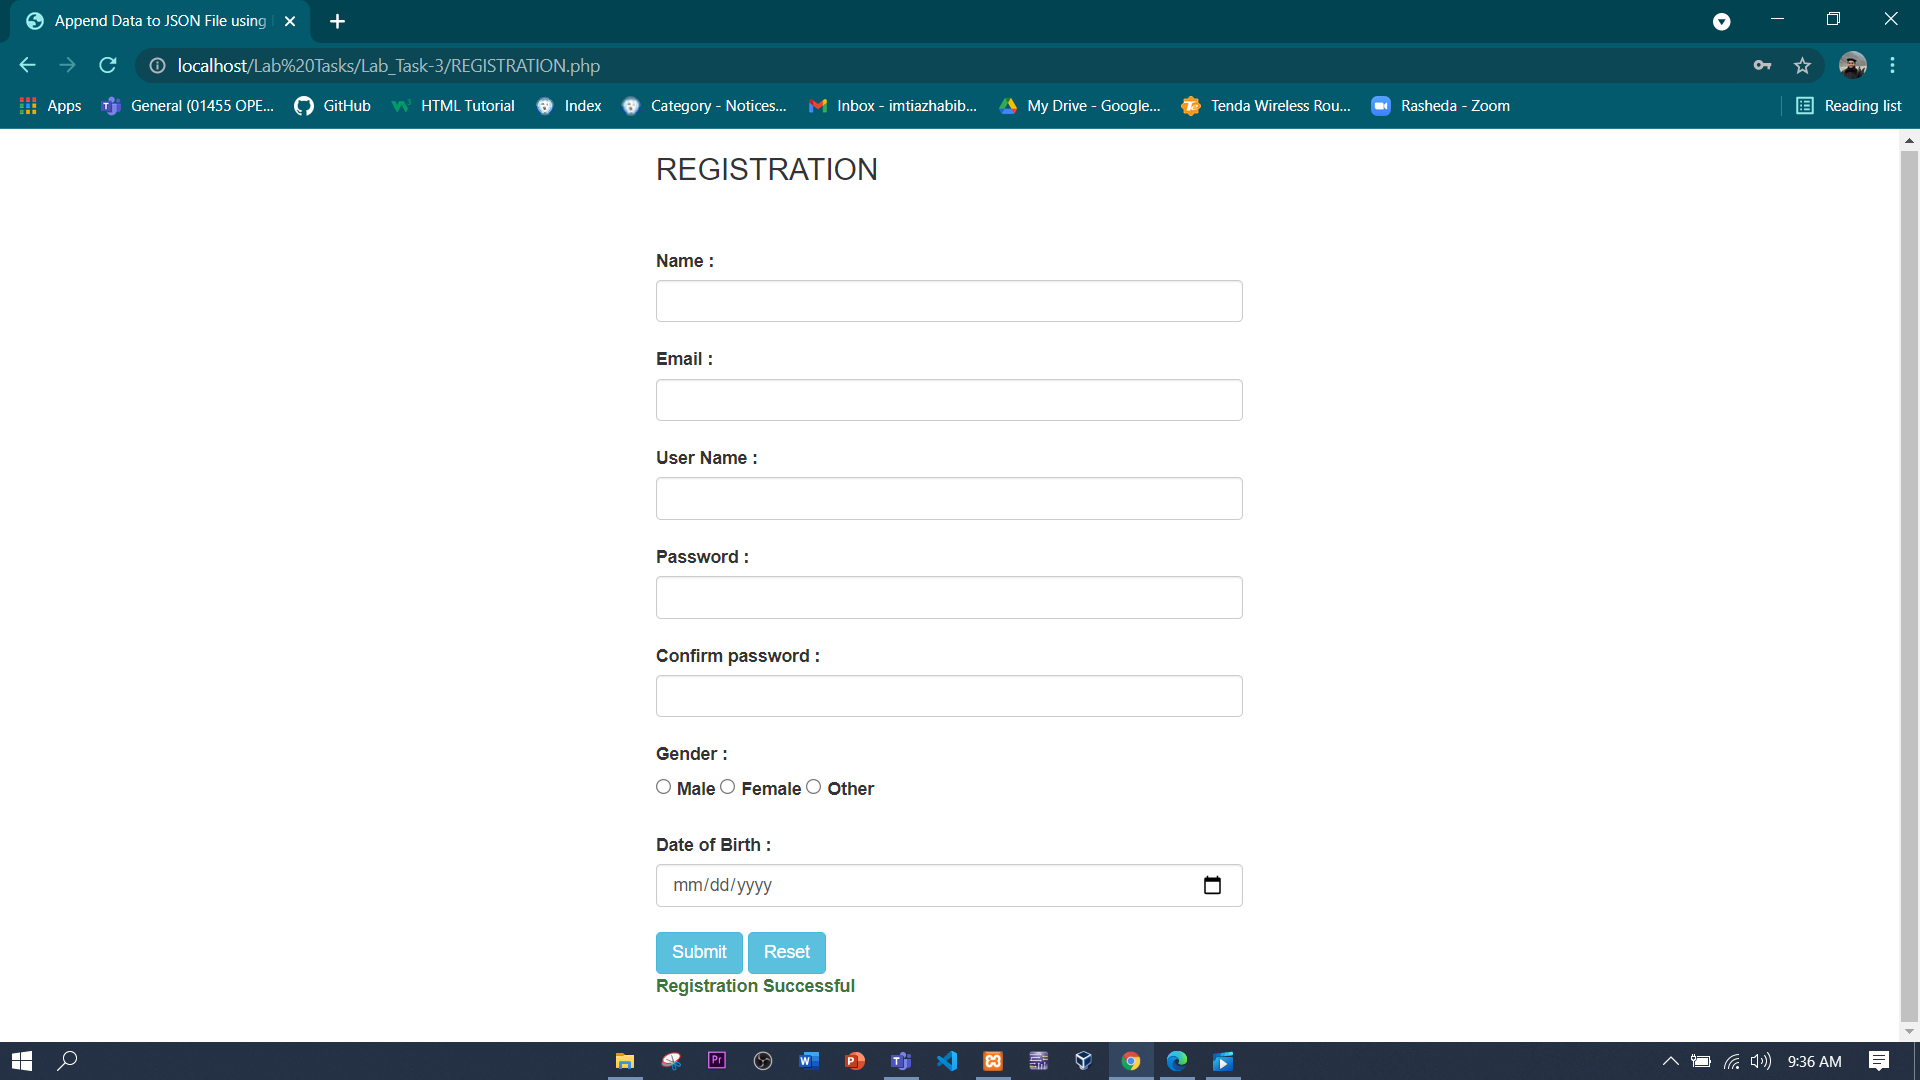 Append Data to JSON File using
localhost/Lab%20Tasks/Lab_Task-3/REGISTRATION.php
Apps
General (01455 OPE...
GitHub
HTML Tutorial
Index
Category - Notices...
Inbox - imtiazhabib...
My Drive - Google...
Tenda Wireless Rou...
Rasheda - Zoom
Reading list
REGISTRATION
Name :
Email :
User Name :
Password :
Confirm password :
Gender :
Male Female Other
Date of Birth :
mm/dd/yyyy
Submit Reset
Registration Successful
9:36 AM